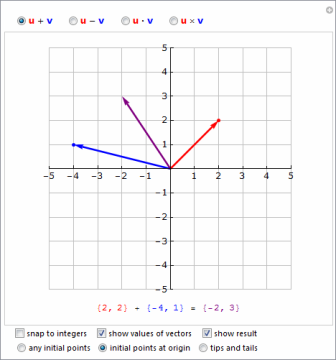 u + v u − v u · v u × v
5
4
3
2
1
−5 −4 −3 −2 −1 0 1 2 3 4 5
−1
−2
−3
−4
−5
{2, 2} + {-4, 1} = {-2, 3}
snap to integers show values of vectors show result
any initial points initial points at origin tips and tails